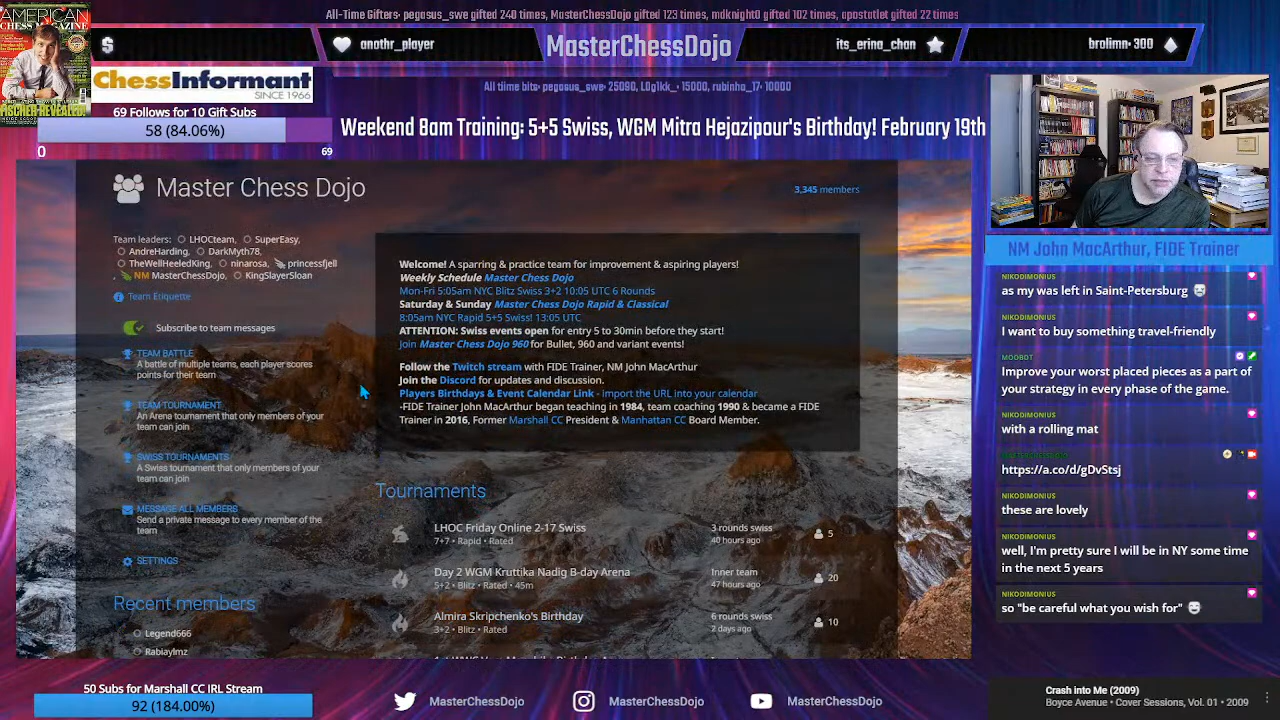 All-Time Gifters: pegasus_swe gifted 240 times, MasterChessDojo gifted 123 times, mdknight0 gifted 102 times, apostatlet gifted 22 times
AMERICAN
CHESS
$
anothr_player
MasterChessDojo
its_erina_chan
brolimn: 300
ChessInformant
SINCE 1966
All time bits: pegasus_swe: 25090, L0g1kk_: 15000, rubinho_17: 10000
69 Follows for 10 Gift Subs
58 (84.06%)
0
69
Weekend Bam Training: 5+5 Swiss, WGM Mitra Hejazipour's Birthday! February 19th
Master Chess Dojo
3,345 members
Team leaders: LHOCteam, SuperEasy,
AndreHarding, DarkMyth78,
TheWellHeeledKing, ninarosa, princessfjell
, NM MasterChessDojo, KingSlayerSloan
Team Etiquette
Subscribe to team messages
TEAM BATTLE
A battle of multiple teams, each player scores
points for their team
TEAM TOURNAMENT
An Arena tournament that only members of your
team can join
SWISS TOURNAMENTS
A Swiss tournament that only members of your
team can join
MESSAGE ALL MEMBERS
Send a private message to every member of the
team
SETTINGS
Recent members
Legend666
Rabiaylmz
Welcome! A sparring & practice team for improvement & aspiring players!
Weekly Schedule Master Chess Dojo
Mon-Fri 5:05am NYC Blitz Swiss 3+2 10:05 UTC 6 Rounds
Saturday & Sunday Master Chess Dojo Rapid & Classical
8:05am NYC Rapid 5+5 Swiss! 13:05 UTC
ATTENTION: Swiss events open for entry 5 to 30min before they start!
Join Master Chess Dojo 960 for Bullet, 960 and variant events!
Follow the Twitch stream with FIDE Trainer, NM John MacArthur
Join the Discord for updates and discussion.
Players Birthdays & Event Calendar Link - Import the URL into your calendar
-FIDE Trainer John MacArthur began teaching in 1984, team coaching 1990 & became a FIDE
Trainer in 2016, Former Marshall CC President & Manhattan CC Board Member.
Tournaments
LHOC Friday Online 2-17 Swiss
7+7 • Rapid • Rated
3 rounds swiss
40 hours ago
5
Day 2 WGM Kruttika Nadig B-day Arena
5+2 • Blitz • Rated • 45m
Inner team
47 hours ago
20
Almira Skripchenko's Birthday
3+2 • Blitz • Rated
6 rounds swiss
2 days ago
10
NM John MacArthur, FIDE Trainer
NIKODIMONIUS
as my was left in Saint-Petersburg
NIKODIMONIUS
I want to buy something travel-friendly
MOOBOT
Improve your worst placed pieces as a part of
your strategy in every phase of the game.
NIKODIMONIUS
with a rolling mat
https://a.co/d/gDvStsj
NIKODIMONIUS
these are lovely
NIKODIMONIUS
well, I'm pretty sure I will be in NY some time
in the next 5 years
NIKODIMONIUS
so "be careful what you wish for"
50 Subs for Marshall CC IRL Stream
92 (184.00%)
MasterChessDojo
MasterChessDojo
MasterChessDojo
Crash into Me (2009)
Boyce Avenue • Cover Sessions, Vol. 01 • 2009